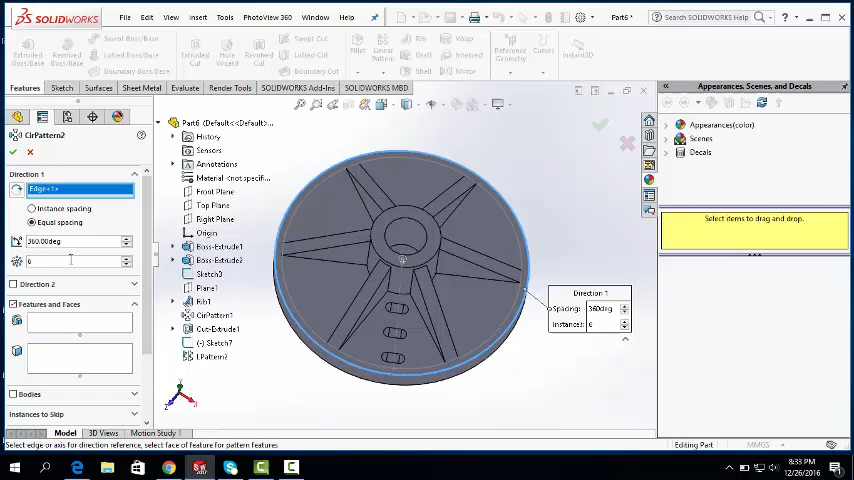 SOLIDWORKS File Edit View Insert Tools PhotoView 360 Window Help Part6 * Search SOLIDWORKS Help
Extruded Boss/Base
Revolved Boss/Base
Swept Boss/Base
Lofted Boss/Base
Boundary Boss/Base
Extruded Cut
Hole Wizard
Revolved Cut
Swept Cut
Lofted Cut
Boundary Cut
Fillet
Linear Pattern
Rib
Draft
Shell
Wrap
Intersect
Mirror
Reference Geometry
Curves
Instant3D
Features Sketch Surfaces Sheet Metal Evaluate Render Tools SOLIDWORKS Add-Ins SOLIDWORKS MBD
Appearances, Scenes, and Decals
CirPattern2
Direction 1
Edge<1>
Instance spacing
Equal spacing
360.00deg
6
Direction 2
Features and Faces
Bodies
Instances to Skip
Part6 (Default<<Default>...
History
Sensors
Annotations
Material <not specifi...
Front Plane
Top Plane
Right Plane
Origin
Boss-Extrude1
Boss-Extrude2
Sketch3
Plane1
Rib1
CirPattern1
Cut-Extrude1
(-) Sketch7
LPattern2
Direction 1
Spacing: 360deg
Instances: 6
Y
X
Z
Appearances(color)
Scenes
Decals
Select items to drag and drop.
Model 3D Views Motion Study 1
Select edge or axis for direction reference, select face of feature for pattern features
Editing Part MMGS
8:33 PM
12/26/2016